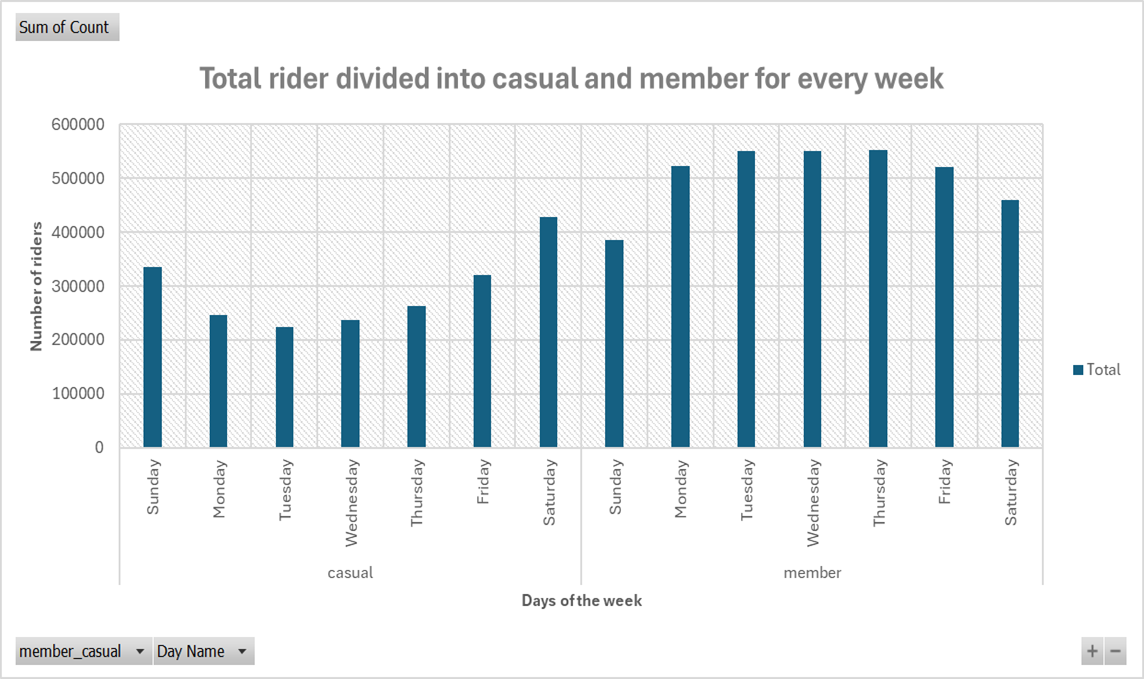 Sum of Count
Total rider divided into casual and member for every week
600000
500000
400000
300000
200000
100000
0
Number of riders
Sunday
Monday
Tuesday
Wednesday
Thursday
Friday
Saturday
Sunday
Monday
Tuesday
Wednesday
Thursday
Friday
Saturday
casual
member
Days of the week
Total
member_casual
Day Name
+ −